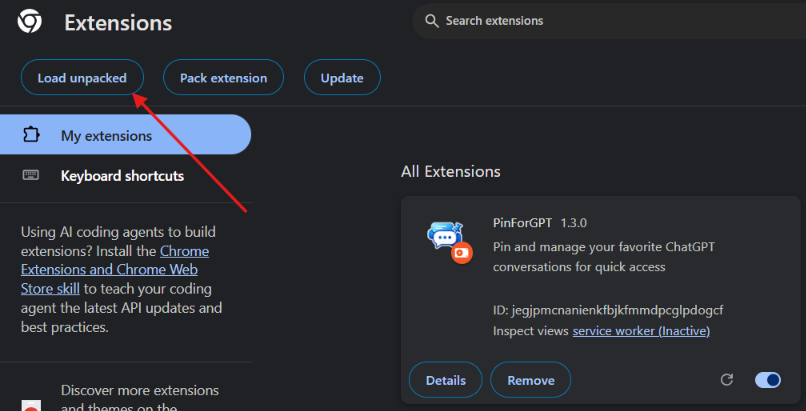 Extensions
Search extensions
Load unpacked
Pack extension
Update
My extensions
Keyboard shortcuts
Using AI coding agents to build
extensions? Install the Chrome
Extensions and Chrome Web
Store skill to teach your coding
agent the latest API updates and
best practices.
Discover more extensions
and themes on the
All Extensions
PinForGPT 1.3.0
Pin and manage your favorite ChatGPT
conversations for quick access
ID: jegjpmcnanienkfbjkfmmdpcglpdogcf
Inspect views service worker (Inactive)
Details
Remove